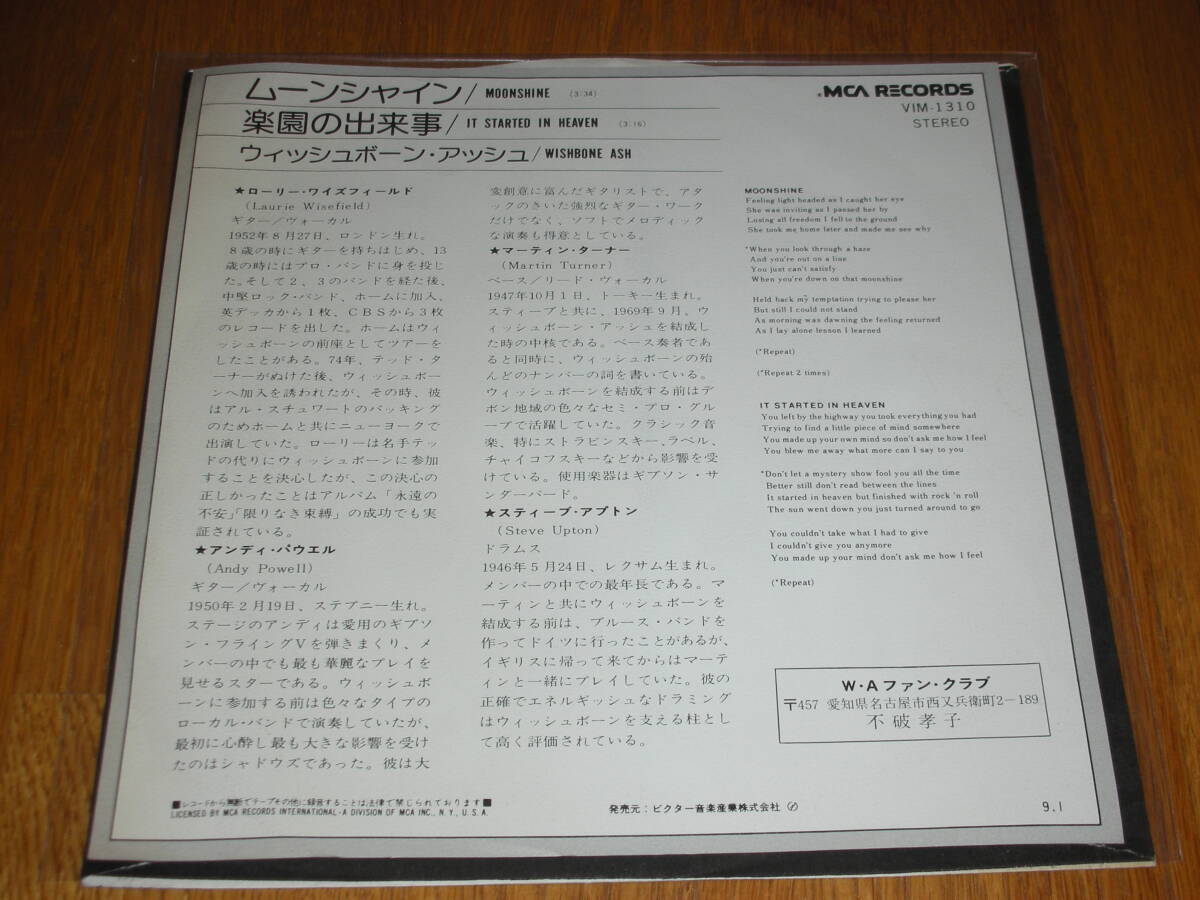 ムーンシャイン/MOONSHINE (3:34)
楽園の出来事/IT STARTED IN HEAVEN (3:16)
ウィッシュボーン・アッシュ/WISHBONE ASH
MCA RECORDS
VIM-1310
STEREO
★ローリー・ワイズフィールド
(Laurie Wisefield)
ギター/ヴォーカル
1952年8月27日、ロンドン生れ。
8歳の時にギターを持ちはじめ、13
歳の時にはプロ・バンドに身を投じ
た。そして2、3のバンドを経た後、
中堅ロック・バンド、ホームに加入、
英デッカから1枚、CBSから3枚
のレコードを出した。ホームはウィ
ッシュボーンの前座としてツアーを
したことがある。74年、テッド・タ
ーナーがぬけた後、ウィッシュボー
ンへ加入を誘われたが、その時、彼
はアル・スチュワートのバッキング
のためホームと共にニューヨークで
出演していた。ローリーは名手テッ
ドの代りにウィッシュボーンに参加
することを決心したが、この決心の
正しかったことはアルバム「永遠の
不安」「限りなき束縛」の成功でも実
証されている。
★アンディ・パウエル
(Andy Powell)
ギター/ヴォーカル
1950年2月19日、ステプニー生れ。
ステージのアンディは愛用のギブソ
ン・フライングVを弾きまくり、メ
ンバーの中でも最も華麗なプレイを
見せるスターである。ウィッシュボ
ーンに参加する前は色々なタイプの
ローカル・バンドで演奏していたが、
最初に心酔し最も大きな影響を受け
たのはシャドウズであった。彼は大
変創意に富んだギタリストで、アタ
ックのきいた強烈なギター・ワーク
だけでなく、ソフトでメロディック
な演奏も得意としている。
★マーティン・ターナー
(Martin Turner)
ベース/リード・ヴォーカル
1947年10月1日、トーキー生まれ。
スティーブと共に、1969年9月。ウ
ィッシュボーン・アッシュを結成し
た時の中核である。ベース奏者であ
ると同時に、ウィッシュボーンの殆
んどのナンバーの詞を書いている。
ウィッシュボーンを結成する前はデ
ボン地域の色々なセミ・プロ・グル
ープで活躍していた。クラシック音
楽、特にストラビンスキー、ラベル、
チャイコフスキーなどから影響を受
けている。使用楽器はギブソン・サ
ンダーバード。
★スティーブ・アプトン
(Steve Upton)
ドラムス
1946年5月24日、レクサム生まれ。
メンバーの中での最年長である。マ
ーティンと共にウィッシュボーンを
結成する前は、ブルース・バンドを
作ってドイツに行ったことがあるが、
イギリスに帰って来てからはマーテ
ィンと一緒にプレイしていた。彼の
正確でエネルギッシュなドラミング
はウィッシュボーンを支える柱とし
て高く評価されている。
MOONSHINE
Feeling light headed as I caught her eye
She was inviting as I passed her by
Losing all freedom I fell to the ground
She took me home later and made me see why
*When you look through a haze
And you're out on a line
You just can't satisfy
When you're down on that moonshine
Held back my temptation trying to please her
But still I could not stand
As morning was dawning the feeling returned
As I lay alone lesson I learned
(*Repeat)
(*Repeat 2 times)
IT STARTED IN HEAVEN
You left by the highway you took everything you had
Trying to find a little piece of mind somewhere
You made up your own mind so don't ask me how I feel
You blew me away what more can I say to you
*Don't let a mystery show fool you all the time
Better still don't read between the lines
It started in heaven but finished with rock 'n roll
The sun went down you just turned around to go
You couldn't take what I had to give
I couldn't give you anymore
You made up your mind don't ask me how I feel
(*Repeat)
W・Aファン・クラブ
〒457 愛知県名古屋市西又兵衛町2-189
不破孝子
■レコードから無断でテープその他に録音することは法律で禁じられております■
LICENSED BY MCA RECORDS INTERNATIONAL・A DIVISION OF MCA INC., N.Y., U.S.A.
発売元：ビクター音楽産業株式会社
9.1